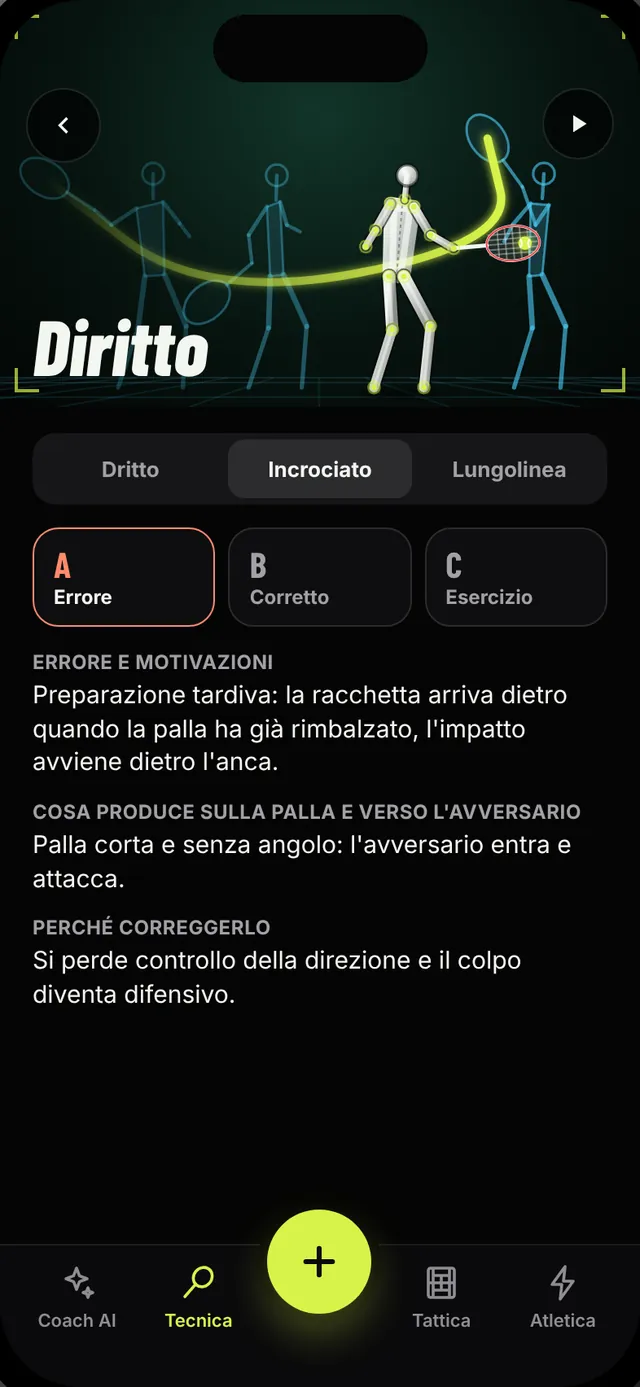 Diritto
Dritto
Incrociato
Lungolinea
A
Errore
B
Corretto
C
Esercizio
ERRORE E MOTIVAZIONI
Preparazione tardiva: la racchetta arriva dietro
quando la palla ha già rimbalzato, l'impatto
avviene dietro l'anca.
COSA PRODUCE SULLA PALLA E VERSO L'AVVERSARIO
Palla corta e senza angolo: l'avversario entra e
attacca.
PERCHÉ CORREGGERLO
Si perde controllo della direzione e il colpo
diventa difensivo.
Coach AI
Tecnica
Tattica
Atletica